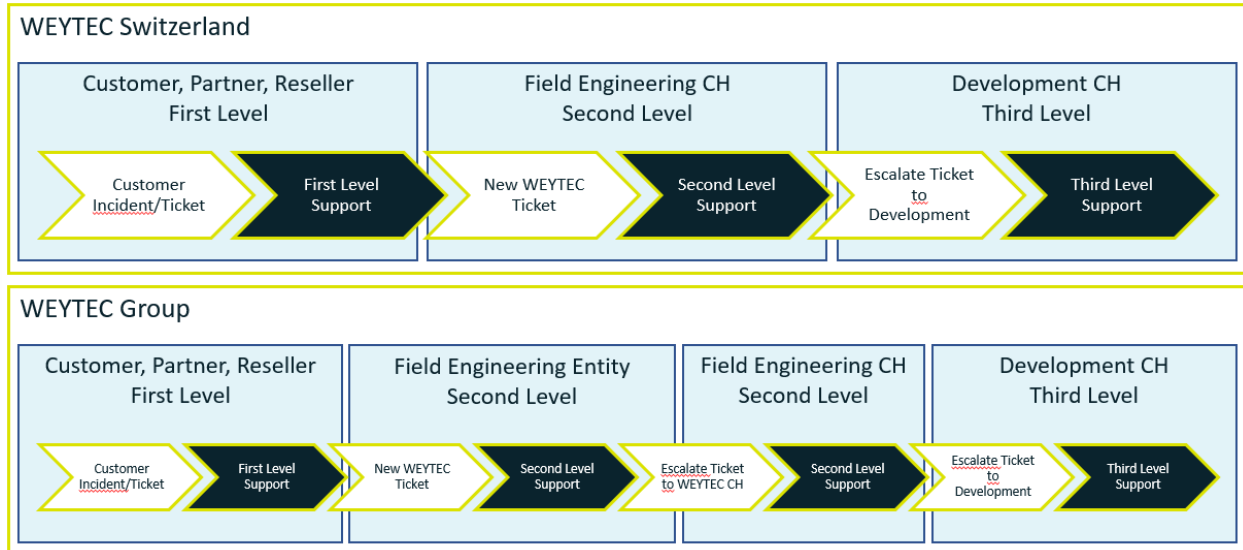 WEYTEC Switzerland
Customer, Partner, Reseller
First Level
Field Engineering CH
Second Level
Development CH
Third Level
Customer
Incident/Ticket
First Level
Support
New WEYTEC
Ticket
Second Level
Support
Escalate Ticket
to
Development
Third Level
Support
WEYTEC Group
Customer, Partner, Reseller
First Level
Field Engineering Entity
Second Level
Field Engineering CH
Second Level
Development CH
Third Level
Customer
Incident/Ticket
First Level
Support
New WEYTEC
Ticket
Second Level
Support
Escalate Ticket
to WEYTEC CH
Second Level
Support
Escalate Ticket
to
Development
Third Level
Support